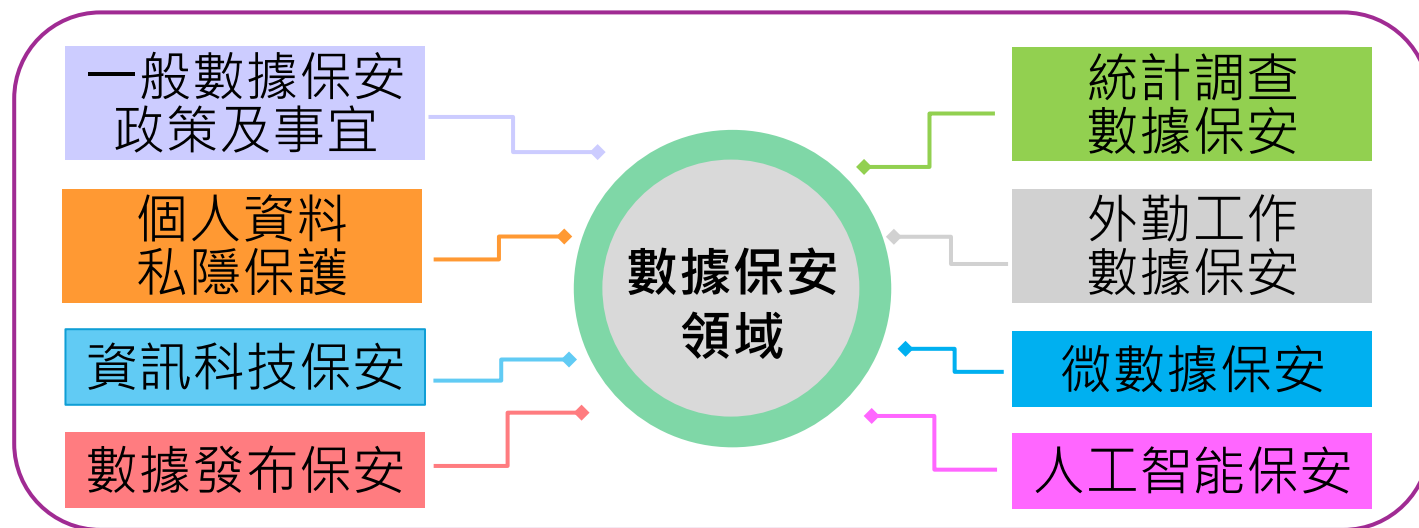 一般數據保安
政策及事宜
個人資料
私隱保護
資訊科技保安
數據發布保安
數據保安
領域
統計調查
數據保安
外勤工作
數據保安
微數據保安
人工智能保安